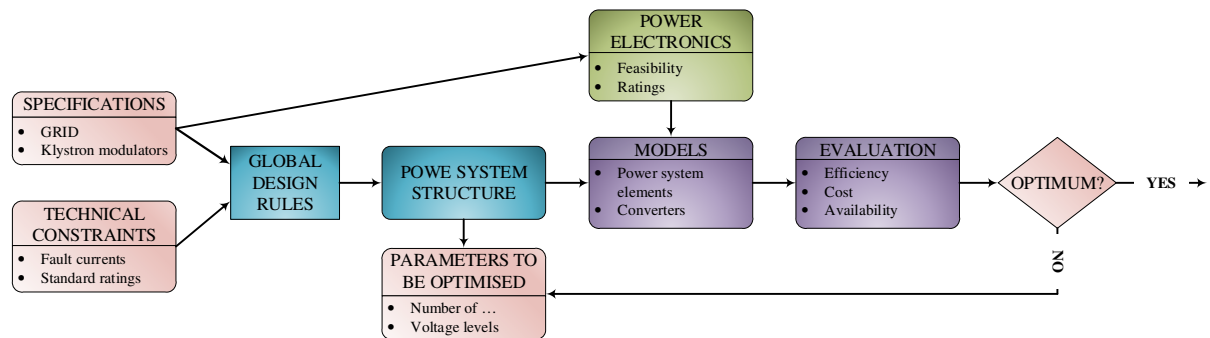 SPECIFICATIONS
• GRID
• Klystron modulators
TECHNICAL
CONSTRAINTS
• Fault currents
• Standard ratings
GLOBAL
DESIGN
RULES
POWE SYSTEM
STRUCTURE
PARAMETERS TO
BE OPTIMISED
• Number of …
• Voltage levels
POWER
ELECTRONICS
• Feasibility
• Ratings
MODELS
• Power system
elements
• Converters
EVALUATION
• Efficiency
• Cost
• Availability
OPTIMUM?
YES
NO